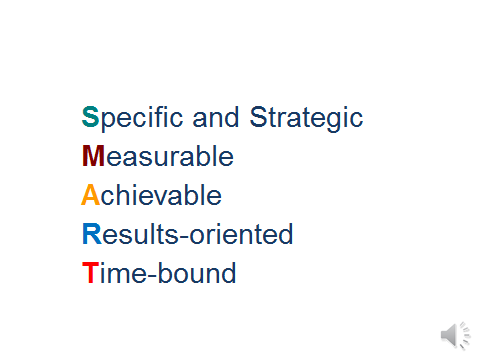 Specific and Strategic
Measurable
Achievable
Results-oriented
Time-bound